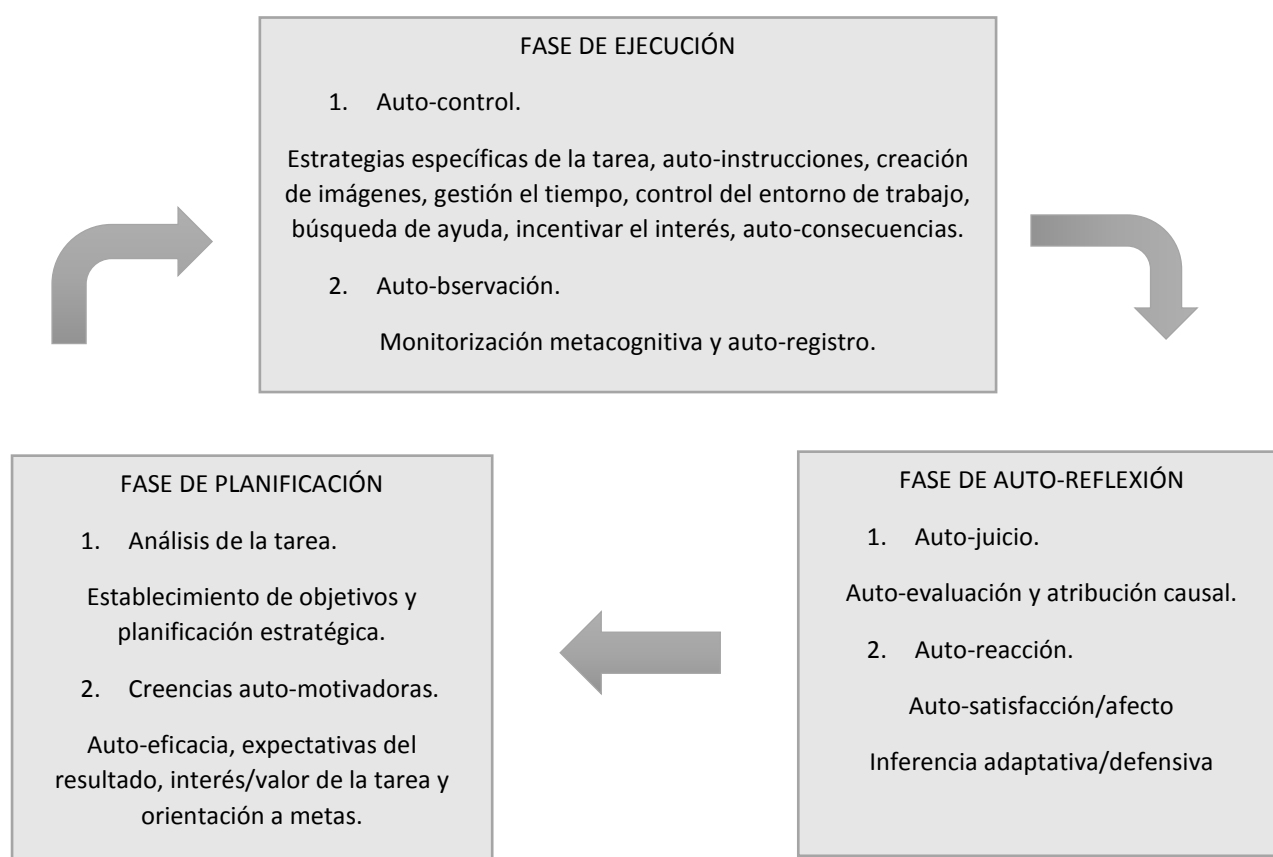 FASE DE EJECUCIÓN
1. Auto-control.
Estrategias específicas de la tarea, auto-instrucciones, creación
de imágenes, gestión el tiempo, control del entorno de trabajo,
búsqueda de ayuda, incentivar el interés, auto-consecuencias.
2. Auto-bservación.
Monitorización metacognitiva y auto-registro.
FASE DE PLANIFICACIÓN
1. Análisis de la tarea.
Establecimiento de objetivos y
planificación estratégica.
2. Creencias auto-motivadoras.
Auto-eficacia, expectativas del
resultado, interés/valor de la tarea y
orientación a metas.
FASE DE AUTO-REFLEXIÓN
1. Auto-juicio.
Auto-evaluación y atribución causal.
2. Auto-reacción.
Auto-satisfacción/afecto
Inferencia adaptativa/defensiva